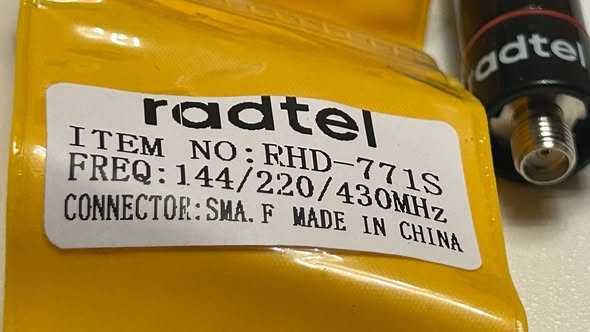 radtel
ITEM NO:RHD-771S
FREQ:144/220/430MHz
CONNECTOR:SMA.F MADE IN CHINA
radtel